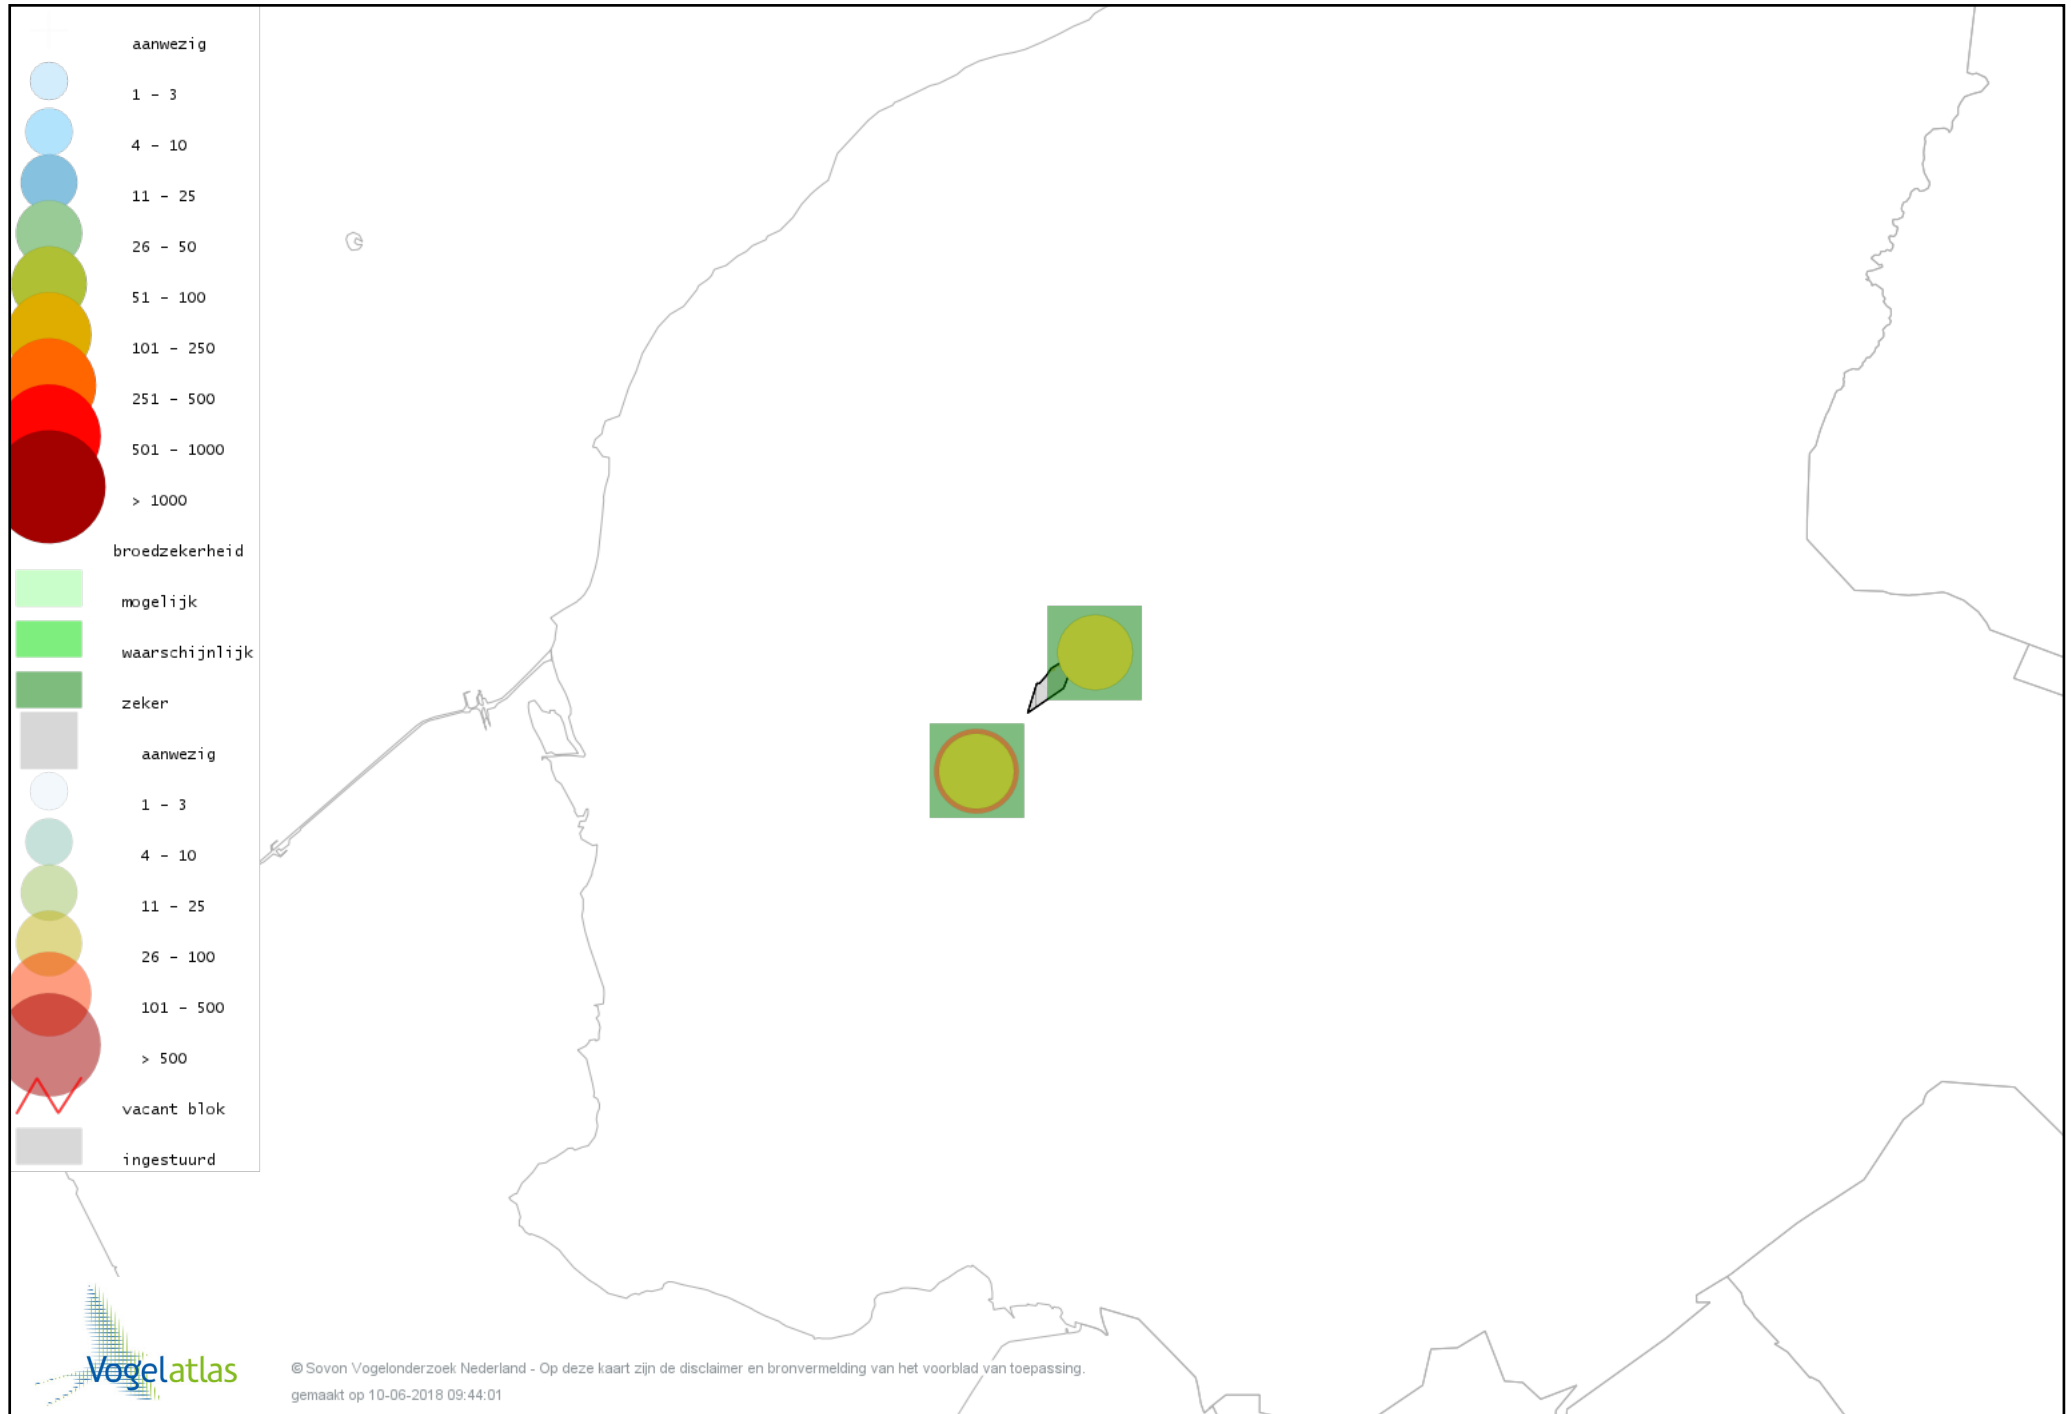 aanwezig
1 - 3
4 - 10
11 - 25
26 - 50
51 - 100
101 - 250
251 - 500
501 - 1000
> 1000
broedzekerheid
mogelijk
waarschijnlijk
zeker
aanwezig
1 - 3
4 - 10
11 - 25
26 - 100
101 - 500
> 500
vacant blok
ingestuurd
Vogelatlas
© Sovon Vogelonderzoek Nederland - Op deze kaart zijn de disclaimer en bronvermelding van het voorblad van toepassing.
gemaakt op 10-06-2018 09:44:01